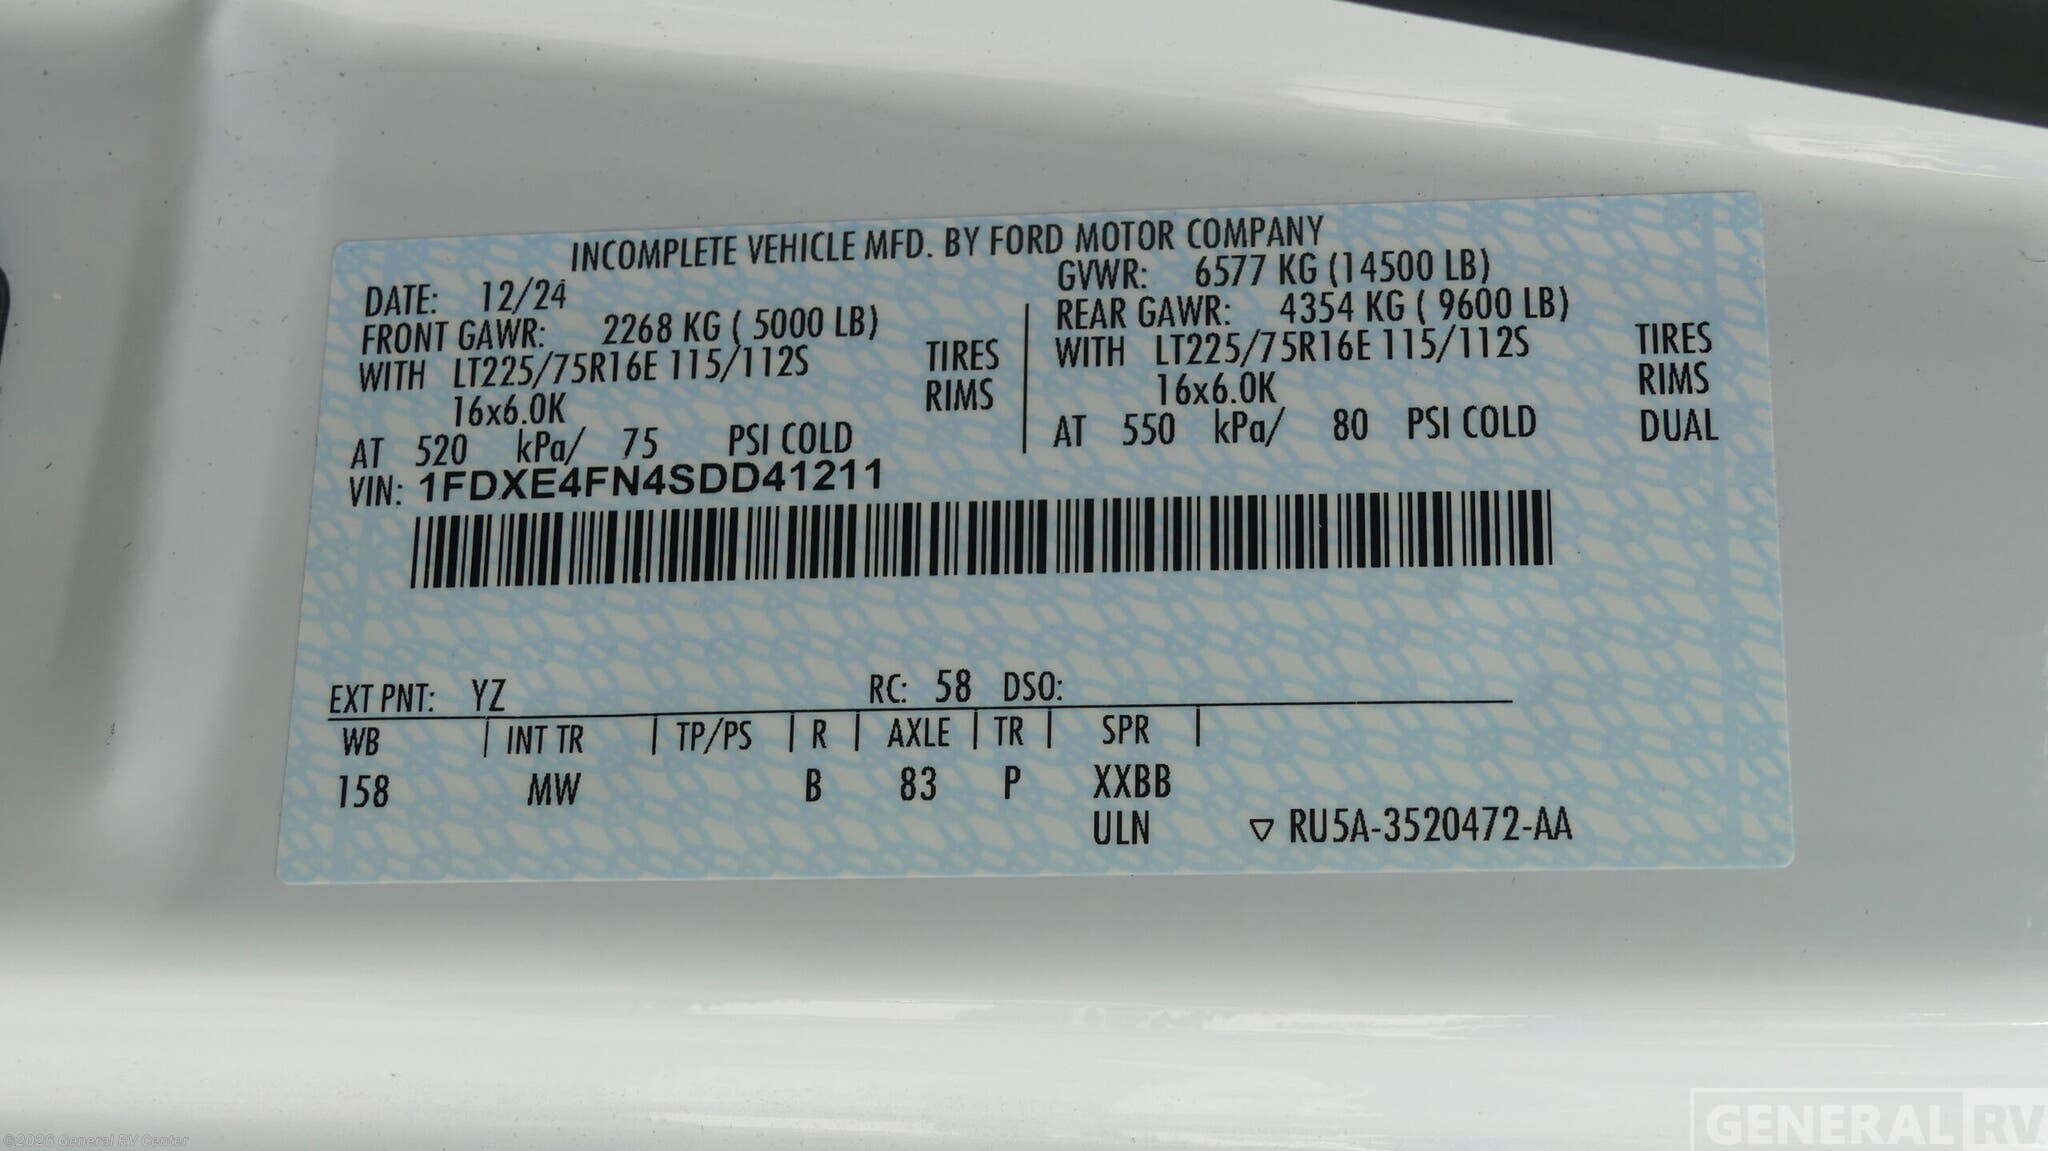 INCOMPLETE VEHICLE MFD. BY FORD MOTOR COMPANY
DATE: 12/24 GVWR: 6577 KG (14500 LB)
FRONT GAWR: 2268 KG ( 5000 LB) REAR GAWR: 4354 KG ( 9600 LB)
WITH LT225/75R16E 115/112S TIRES WITH LT225/75R16E 115/112S TIRES
16x6.0K RIMS 16x6.0K RIMS
AT 520 kPa/ 75 PSI COLD AT 550 kPa/ 80 PSI COLD DUAL
VIN: 1FDXE4FN4SDD41211
EXT PNT: YZ RC: 58 DSO:
WB | INT TR | TP/PS | R | AXLE | TR | SPR |
158 MW B 83 P XXBB
ULN ▽ RU5A-3520472-AA
GENERAL RV
©2026 General RV Center